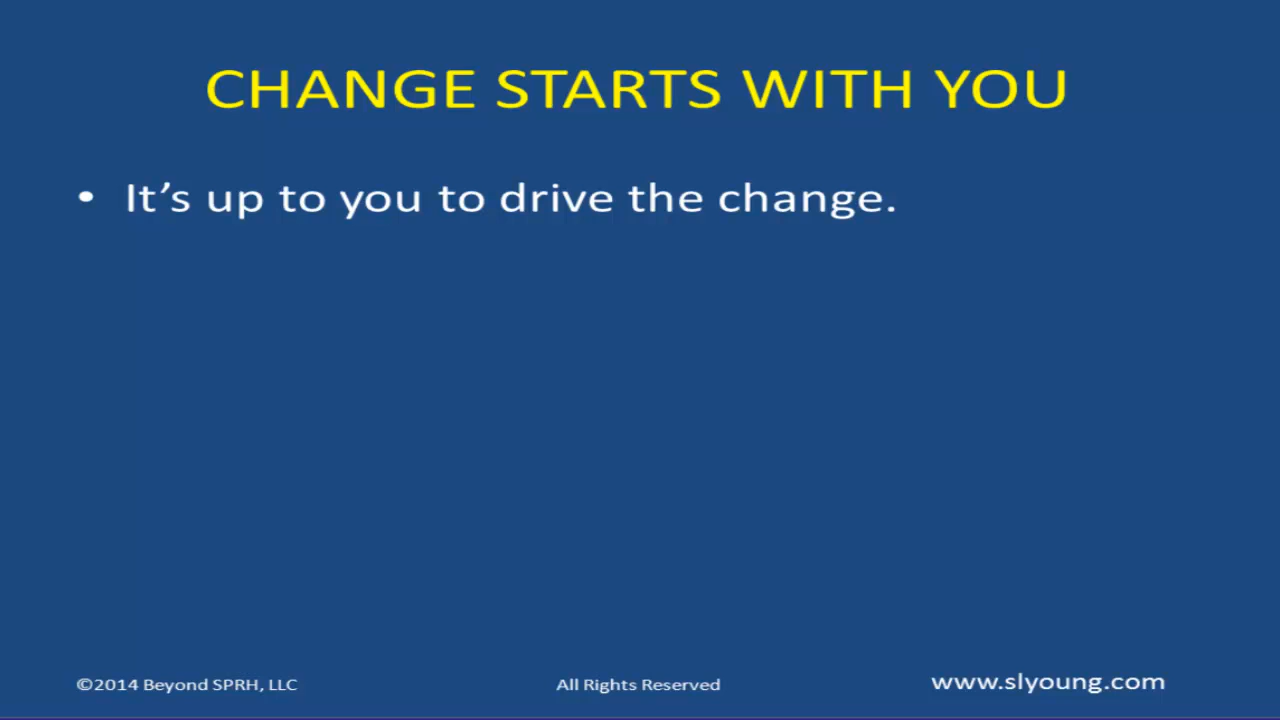 CHANGE STARTS WITH YOU
• It’s up to you to drive the change.
©2014 Beyond SPRH, LLC All Rights Reserved www.slyoung.com